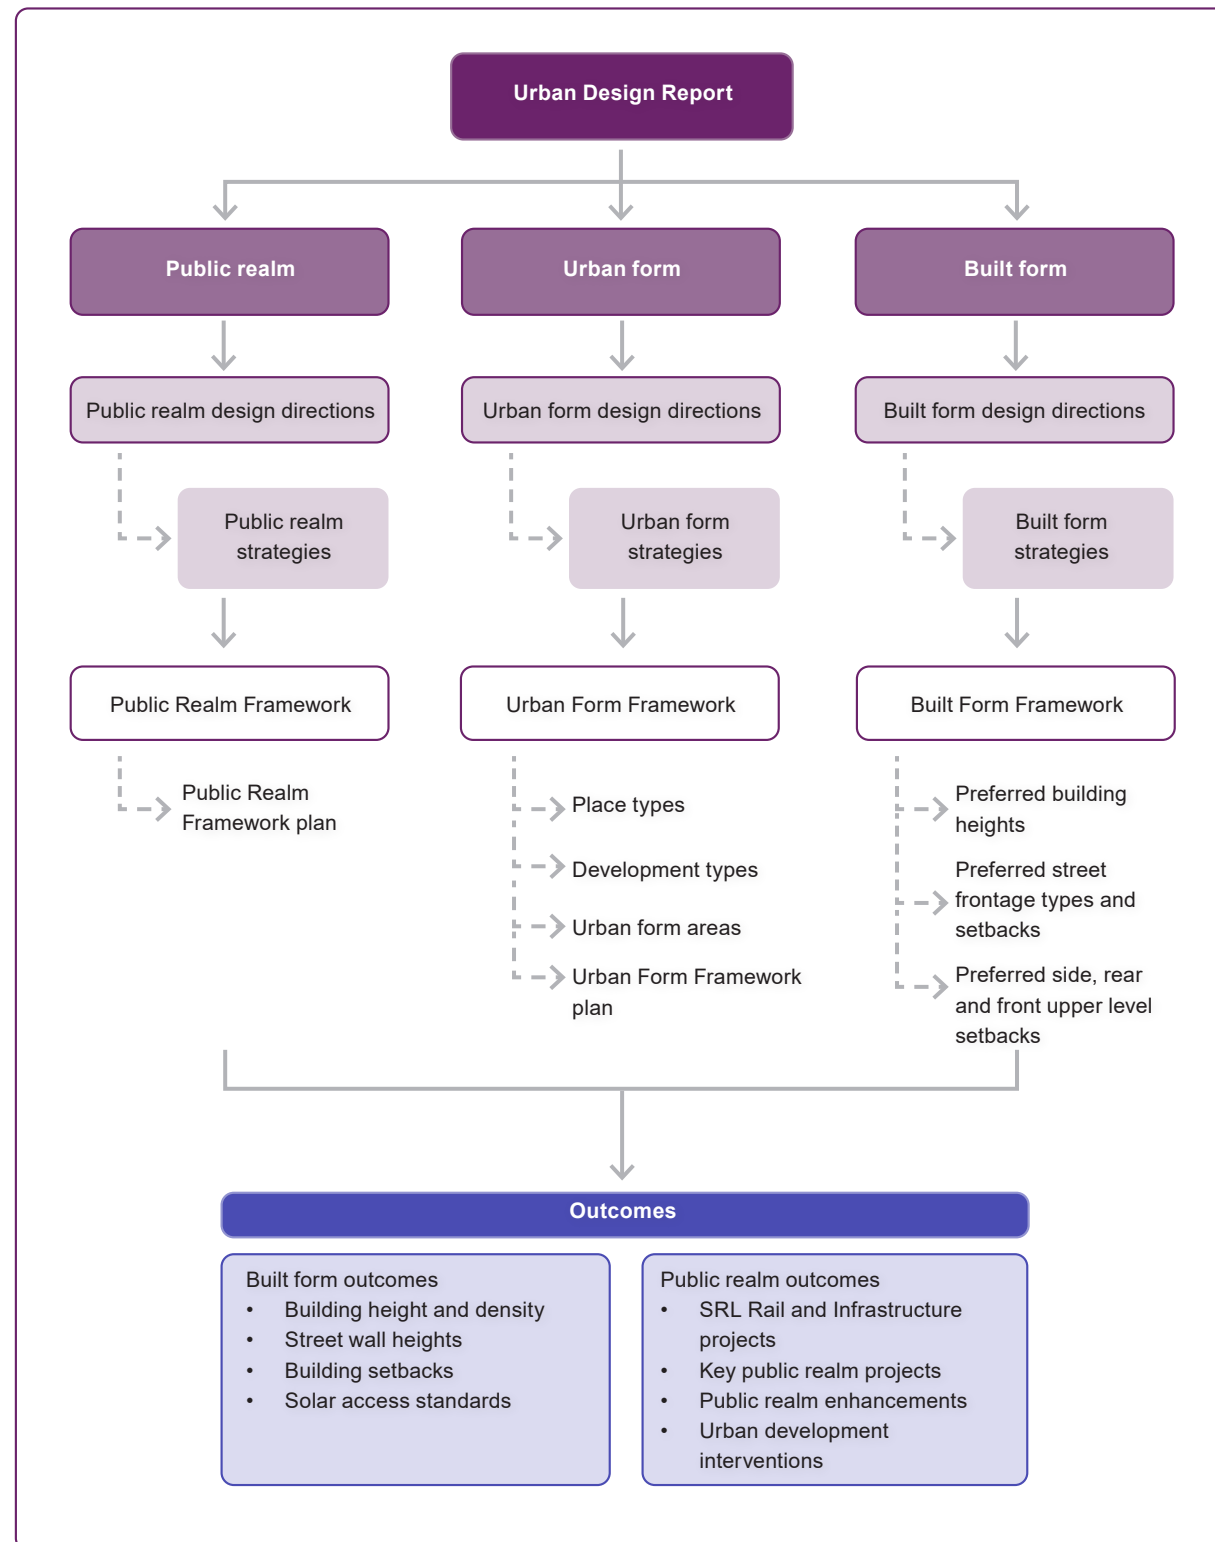 Urban Design Report
Public realm
Urban form
Built form
Public realm design directions
Urban form design directions
Built form design directions
Public realm
strategies
Urban form
strategies
Built form
strategies
Public Realm Framework
Urban Form Framework
Built Form Framework
Public Realm
Framework plan
Place types
Development types
Urban form areas
Urban Form Framework
plan
Preferred building
heights
Preferred street
frontage types and
setbacks
Preferred side, rear
and front upper level
setbacks
Outcomes
Built form outcomes
• Building height and density
• Street wall heights
• Building setbacks
• Solar access standards
Public realm outcomes
• SRL Rail and Infrastructure
projects
• Key public realm projects
• Public realm enhancements
• Urban development
interventions